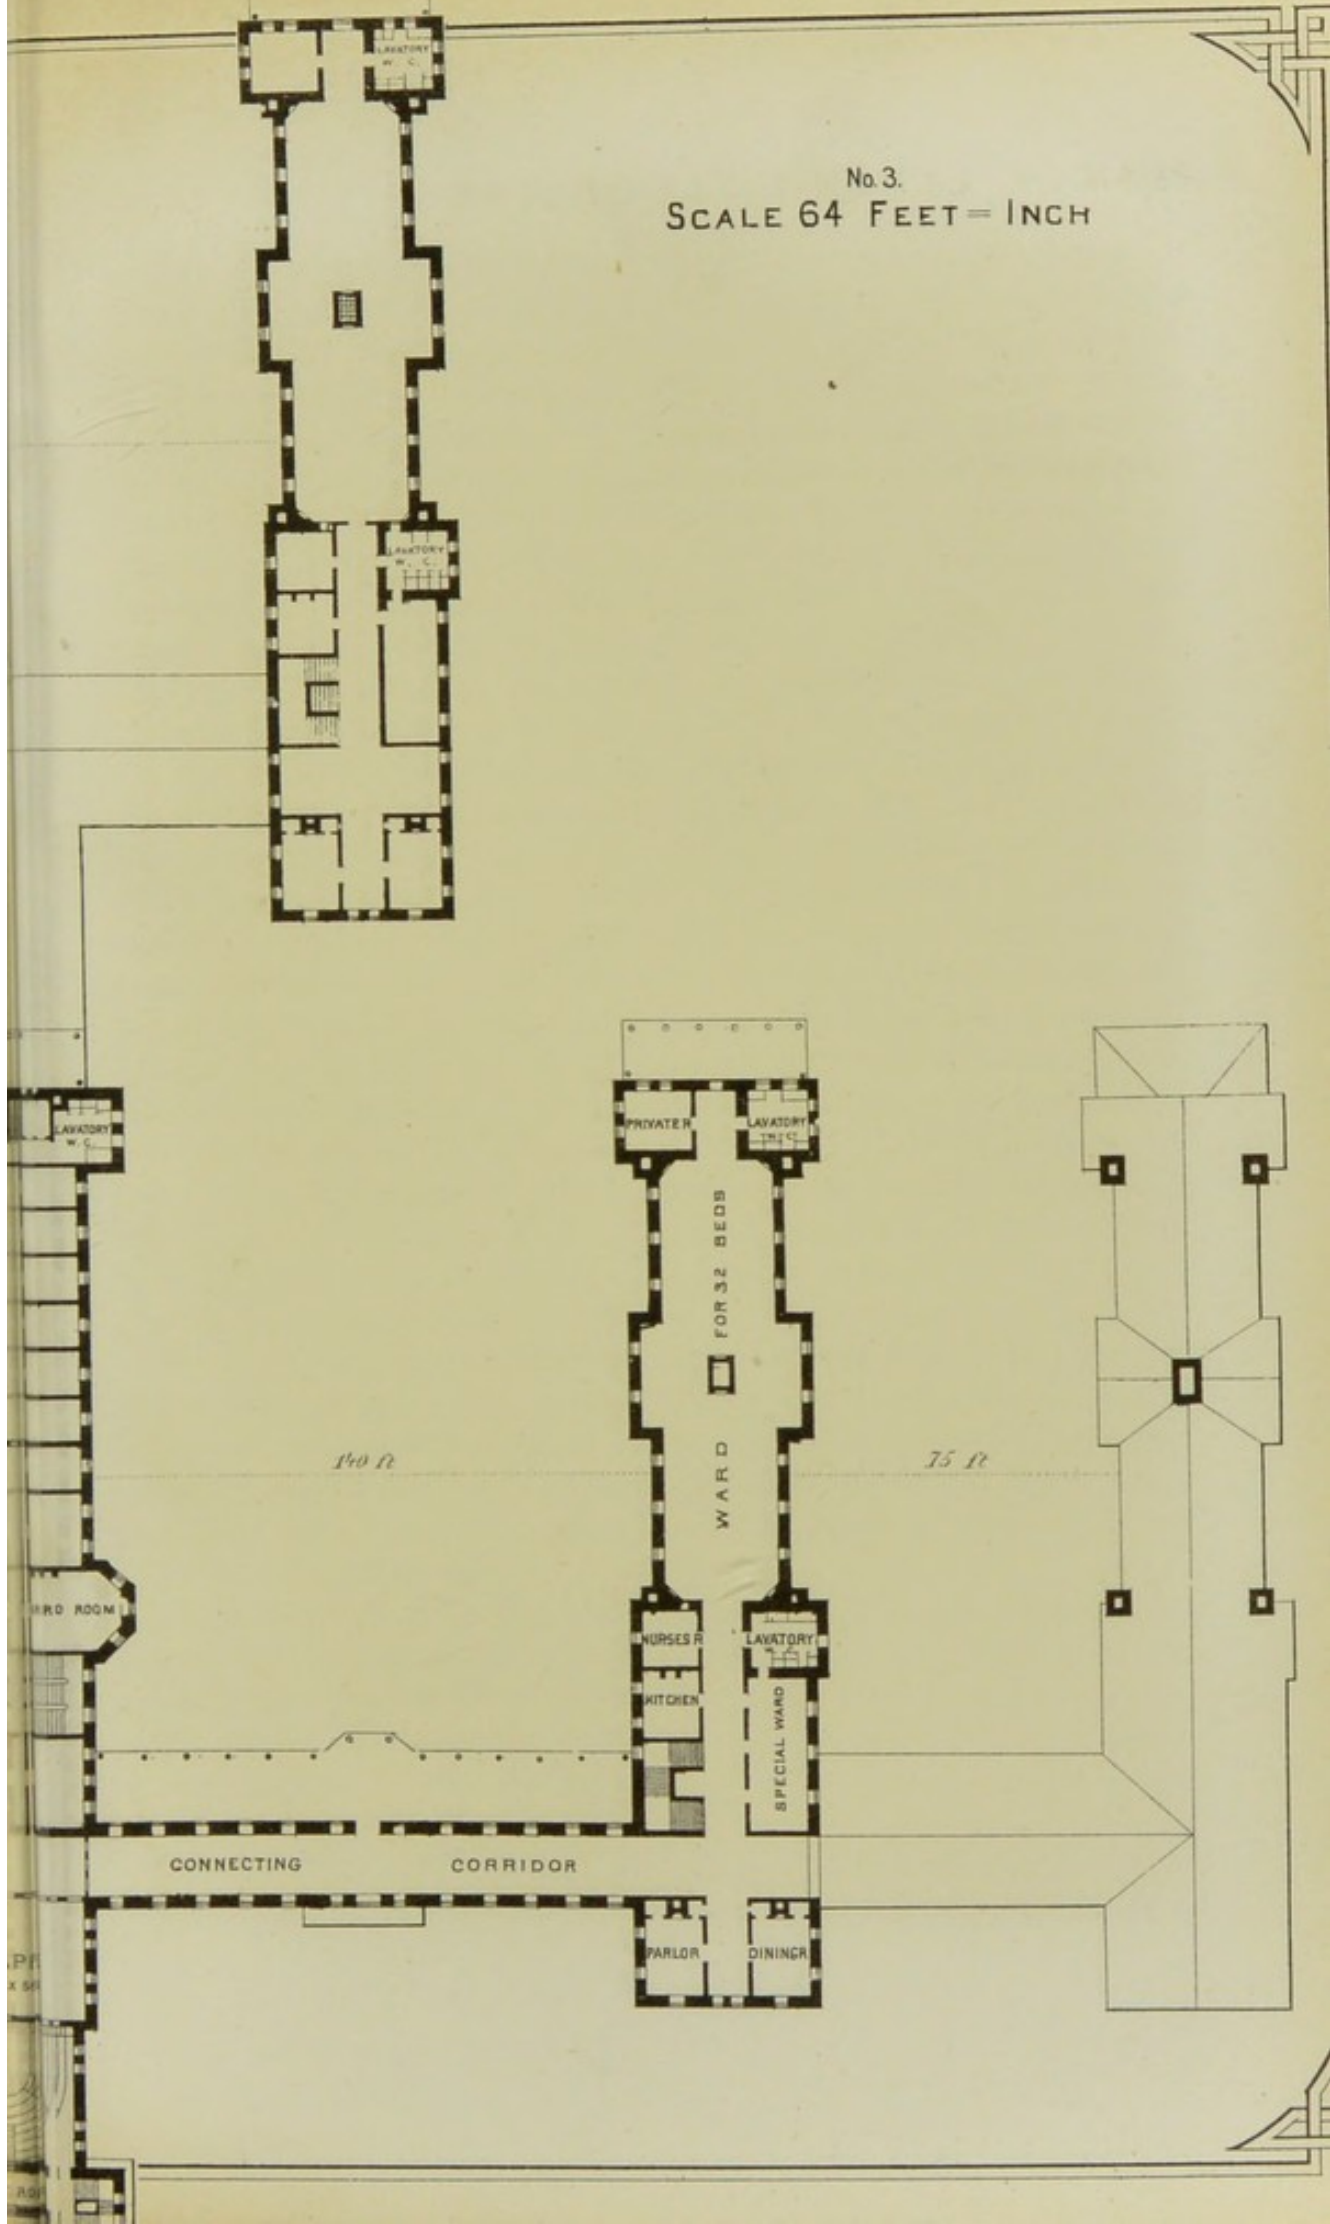 LAVATORY
W. C.
No. 3.
SCALE 64 FEET = INCH
LAVATORY
W. C.
LAVATORY
W. C.
PRIVATE R
LAVATORY
W. C.
WARD FOR 32 BEDS
140 ft
75 ft
ROOM
NURSES R
LAVATORY
KITCHEN
SPECIAL WARD
CONNECTING CORRIDOR
PARLOR
DINING R